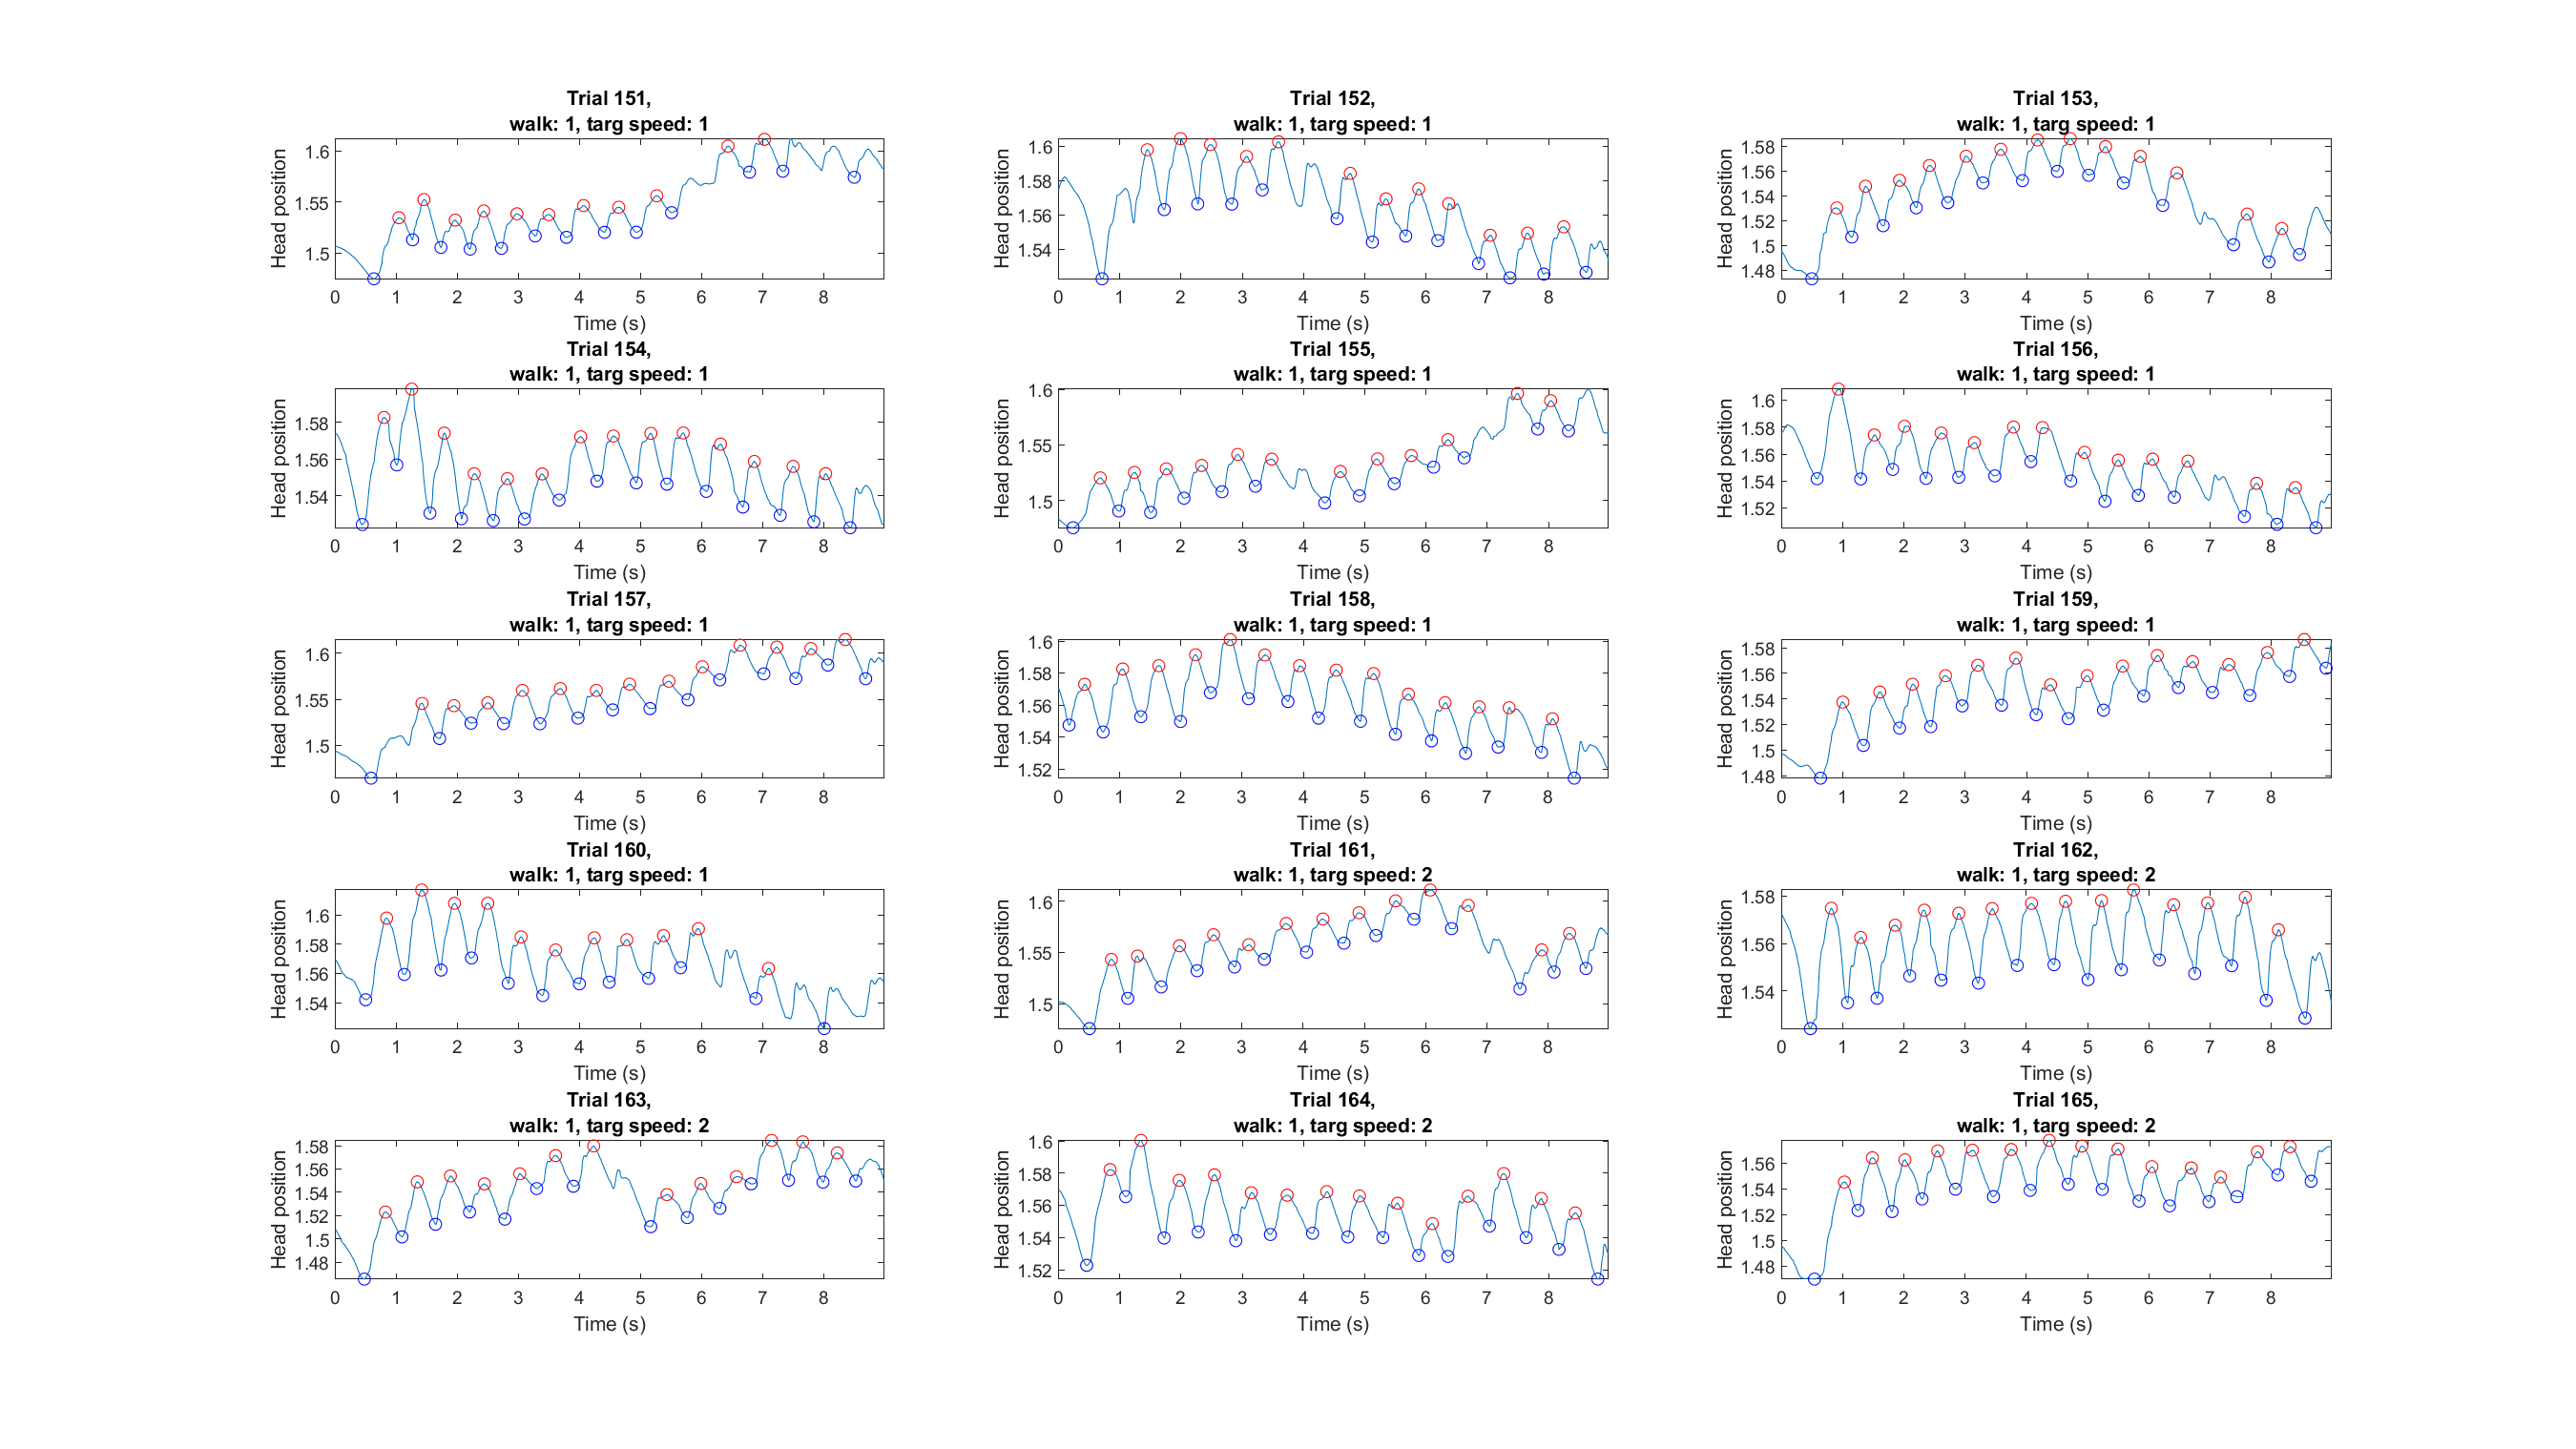 Trial 151,
walk: 1, targ speed: 1
Head position
1.6
1.55
1.5
0 1 2 3 4 5 6 7 8
Time (s)
Trial 152,
walk: 1, targ speed: 1
Head position
1.6
1.58
1.56
1.54
0 1 2 3 4 5 6 7 8
Time (s)
Trial 153,
walk: 1, targ speed: 1
Head position
1.58
1.56
1.54
1.52
1.5
1.48
0 1 2 3 4 5 6 7 8
Time (s)
Trial 154,
walk: 1, targ speed: 1
Head position
1.58
1.56
1.54
0 1 2 3 4 5 6 7 8
Time (s)
Trial 155,
walk: 1, targ speed: 1
Head position
1.6
1.55
1.5
0 1 2 3 4 5 6 7 8
Time (s)
Trial 156,
walk: 1, targ speed: 1
Head position
1.6
1.58
1.56
1.54
1.52
0 1 2 3 4 5 6 7 8
Time (s)
Trial 157,
walk: 1, targ speed: 1
Head position
1.6
1.55
1.5
0 1 2 3 4 5 6 7 8
Time (s)
Trial 158,
walk: 1, targ speed: 1
Head position
1.6
1.58
1.56
1.54
1.52
0 1 2 3 4 5 6 7 8
Time (s)
Trial 159,
walk: 1, targ speed: 1
Head position
1.58
1.56
1.54
1.52
1.5
1.48
0 1 2 3 4 5 6 7 8
Time (s)
Trial 160,
walk: 1, targ speed: 1
Head position
1.6
1.58
1.56
1.54
0 1 2 3 4 5 6 7 8
Time (s)
Trial 161,
walk: 1, targ speed: 2
Head position
1.6
1.55
1.5
0 1 2 3 4 5 6 7 8
Time (s)
Trial 162,
walk: 1, targ speed: 2
Head position
1.58
1.56
1.54
0 1 2 3 4 5 6 7 8
Time (s)
Trial 163,
walk: 1, targ speed: 2
Head position
1.58
1.56
1.54
1.52
1.5
1.48
0 1 2 3 4 5 6 7 8
Time (s)
Trial 164,
walk: 1, targ speed: 2
Head position
1.6
1.58
1.56
1.54
1.52
0 1 2 3 4 5 6 7 8
Time (s)
Trial 165,
walk: 1, targ speed: 2
Head position
1.56
1.54
1.52
1.5
1.48
0 1 2 3 4 5 6 7 8
Time (s)